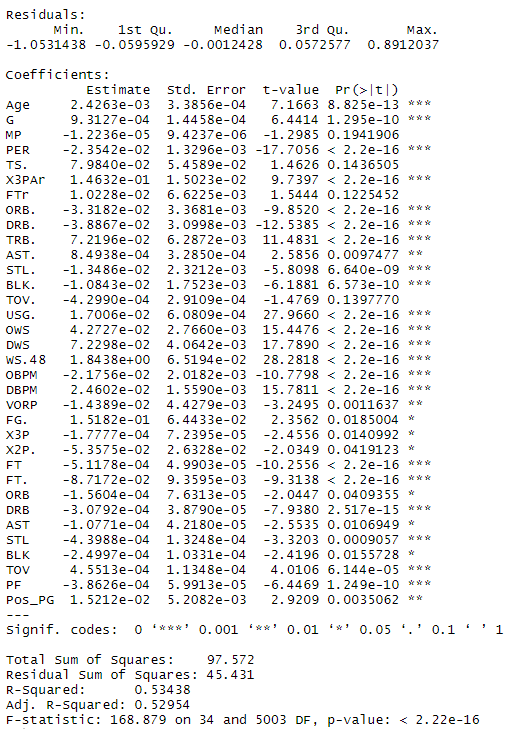 Residuals:
      Min.    1st Qu.     Median    3rd Qu.       Max.
-1.0531438 -0.0595929 -0.0012428  0.0572577  0.8912037

Coefficients:
          Estimate  Std. Error  t-value  Pr(>|t|)
Age     2.4263e-03  3.3856e-04   7.1663 8.825e-13 ***
G       9.3127e-04  1.4458e-04   6.4414 1.295e-10 ***
MP     -1.2236e-05  9.4237e-06  -1.2985 0.1941906
PER    -2.3542e-02  1.3296e-03 -17.7056 < 2.2e-16 ***
TS.     7.9840e-02  5.4589e-02   1.4626 0.1436505
X3PAr   1.4632e-01  1.5023e-02   9.7397 < 2.2e-16 ***
FTr     1.0228e-02  6.6225e-03   1.5444 0.1225452
ORB.   -3.3182e-02  3.3681e-03  -9.8520 < 2.2e-16 ***
DRB.   -3.8867e-02  3.0998e-03 -12.5385 < 2.2e-16 ***
TRB.    7.2196e-02  6.2872e-03  11.4831 < 2.2e-16 ***
AST.    8.4938e-04  3.2850e-04   2.5856 0.0097477 **
STL.   -1.3486e-02  2.3212e-03  -5.8098 6.640e-09 ***
BLK.   -1.0843e-02  1.7523e-03  -6.1881 6.573e-10 ***
TOV.   -4.2990e-04  2.9109e-04  -1.4769 0.1397770
USG.    1.7006e-02  6.0809e-04  27.9660 < 2.2e-16 ***
OWS     4.2727e-02  2.7660e-03  15.4476 < 2.2e-16 ***
DWS     7.2298e-02  4.0642e-03  17.7890 < 2.2e-16 ***
WS.48   1.8438e+00  6.5194e-02  28.2818 < 2.2e-16 ***
OBPM   -2.1756e-02  2.0182e-03 -10.7798 < 2.2e-16 ***
DBPM    2.4602e-02  1.5590e-03  15.7811 < 2.2e-16 ***
VORP   -1.4389e-02  4.4279e-03  -3.2495 0.0011637 **
FG.     1.5182e-01  6.4433e-02   2.3562 0.0185004 *
X3P    -1.7777e-04  7.2395e-05  -2.4556 0.0140992 *
X2P.   -5.3575e-02  2.6328e-02  -2.0349 0.0419123 *
FT     -5.1178e-04  4.9903e-05 -10.2556 < 2.2e-16 ***
FT.    -8.7172e-02  9.3595e-03  -9.3138 < 2.2e-16 ***
ORB    -1.5604e-04  7.6313e-05  -2.0447 0.0409355 *
DRB    -3.0792e-04  3.8790e-05  -7.9380 2.517e-15 ***
AST    -1.0771e-04  4.2180e-05  -2.5535 0.0106949 *
STL    -4.3988e-04  1.3248e-04  -3.3203 0.0009057 ***
BLK    -2.4997e-04  1.0331e-04  -2.4196 0.0155728 *
TOV     4.5513e-04  1.1348e-04   4.0106 6.144e-05 ***
PF     -3.8626e-04  5.9913e-05  -6.4469 1.249e-10 ***
Pos_PG  1.5212e-02  5.2082e-03   2.9209 0.0035062 **
---
Signif. codes:  0 ‘***’ 0.001 ‘**’ 0.01 ‘*’ 0.05 ‘.’ 0.1 ‘ ’ 1

Total Sum of Squares:    97.572
Residual Sum of Squares: 45.431
R-Squared:      0.53438
Adj. R-Squared: 0.52954
F-statistic: 168.879 on 34 and 5003 DF, p-value: < 2.22e-16